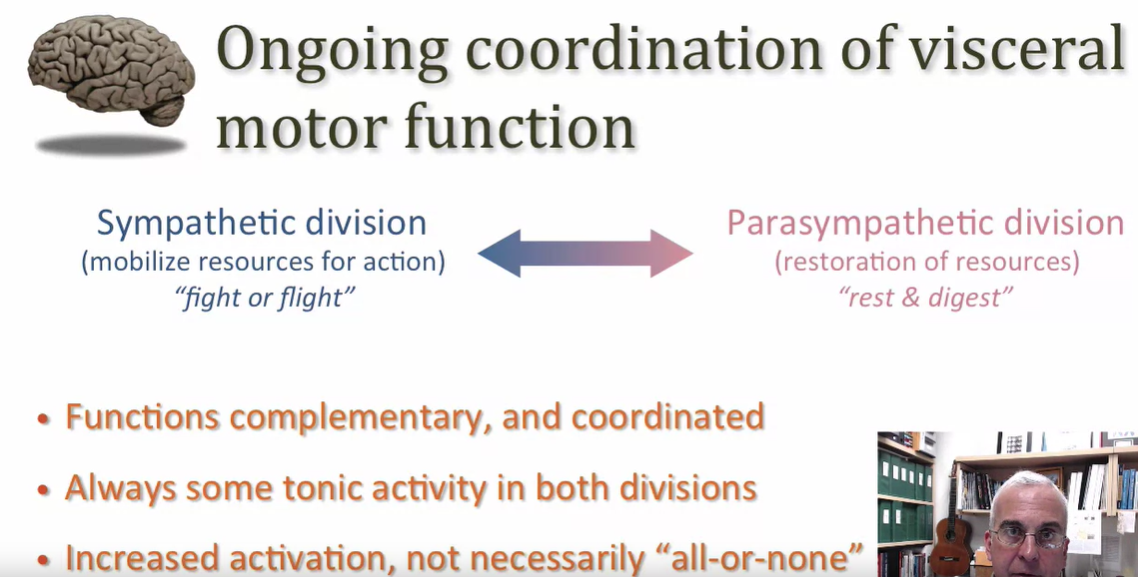 Ongoing coordination of visceral
motor function
Sympathetic division
(mobilize resources for action)
“fight or flight”
Parasympathetic division
(restoration of resources)
“rest & digest”
• Functions complementary, and coordinated
• Always some tonic activity in both divisions
• Increased activation, not necessarily “all-or-none”